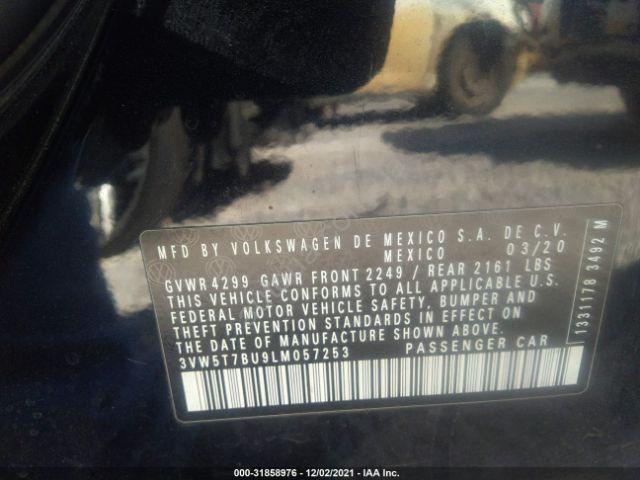 MFD BY VOLKSWAGEN DE MEXICO S.A. DE C.V.
MEXICO 03/20
GVWR 4299 GAWR FRONT 2249 / REAR 2161 LBS
THIS VEHICLE CONFORMS TO ALL APPLICABLE U.S.
FEDERAL MOTOR VEHICLE SAFETY, BUMPER AND
THEFT PREVENTION STANDARDS IN EFFECT ON
THE DATE OF MANUFACTURE SHOWN ABOVE.
3VW5T7BU9LM057253 PASSENGER CAR
1331178 3492 M
000-31858976 - 12/02/2021 - IAA Inc.